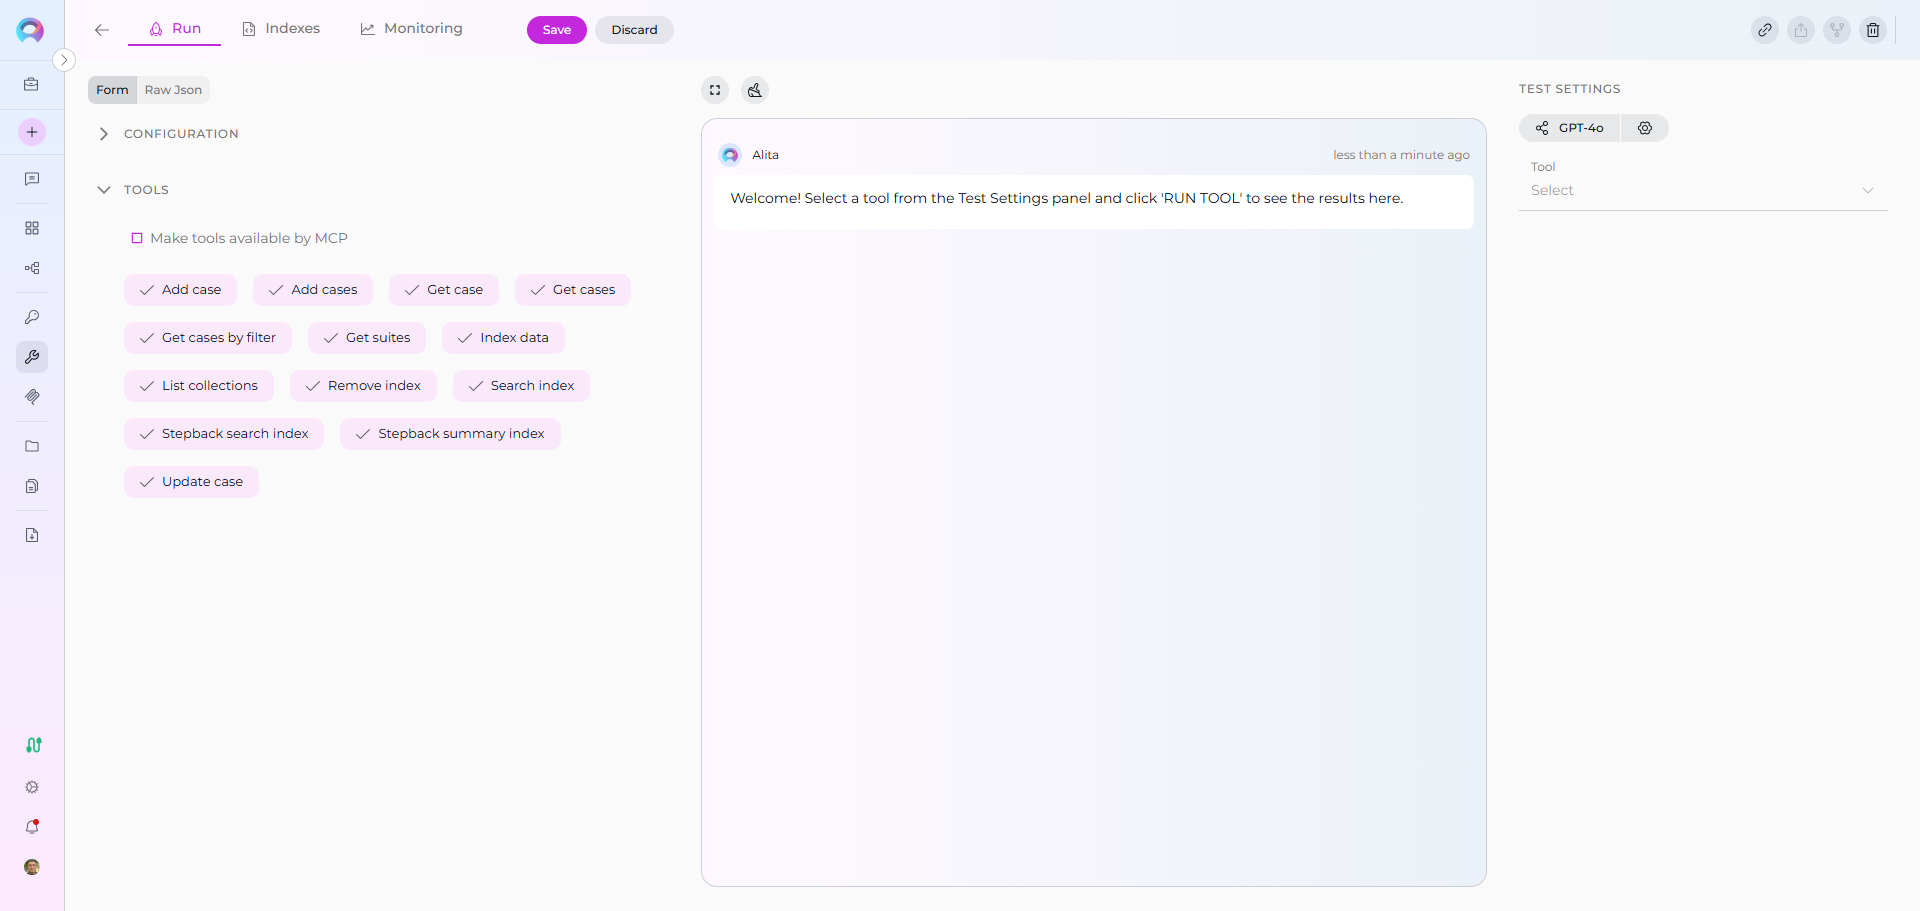 Run
Indexes
Monitoring
Save
Discard
Form
Raw Json
CONFIGURATION
TOOLS
Make tools available by MCP
Add case
Add cases
Get case
Get cases
Get cases by filter
Get suites
Index data
List collections
Remove index
Search index
Stepback search index
Stepback summary index
Update case
Alita
less than a minute ago
Welcome! Select a tool from the Test Settings panel and click 'RUN TOOL' to see the results here.
TEST SETTINGS
GPT-4o
Tool
Select